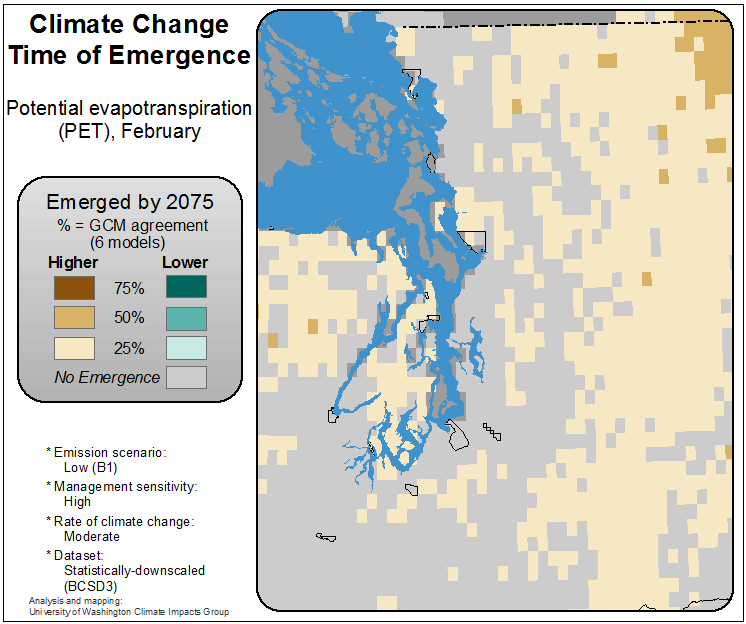 Climate Change
Time of Emergence
Potential evapotranspiration
(PET), February
Emerged by 2075
% = GCM agreement
(6 models)
Higher Lower
75%
50%
25%
No Emergence
* Emission scenario:
Low (B1)
* Management sensitivity:
High
* Rate of climate change:
Moderate
* Dataset:
Statistically-downscaled
(BCSD3)
Analysis and mapping:
University of Washington Climate Impacts Group